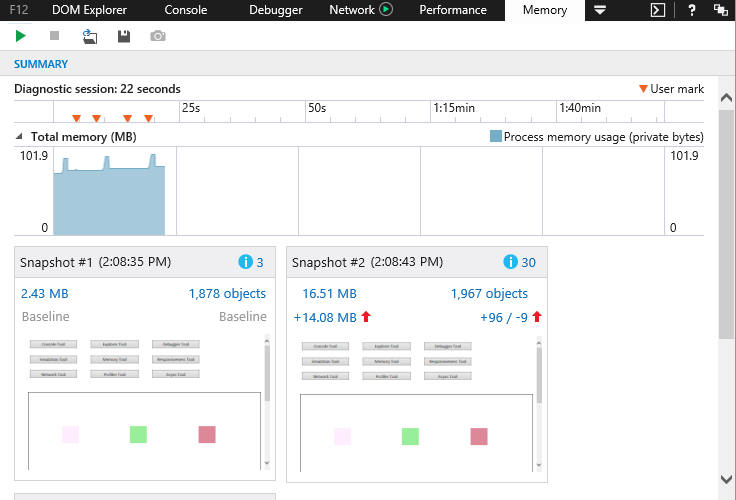 F12 DOM Explorer Console Debugger Network Performance Memory ?
SUMMARY
Diagnostic session: 22 seconds User mark
25s 50s 1:15min 1:40min
Total memory (MB) Process memory usage (private bytes)
101.9 101.9
0 0
Snapshot #1 (2:08:35 PM) i 3
2.43 MB 1,878 objects
Baseline Baseline
Console Tool Explorer Tool Debugger Tool
Emulation Tool Memory Tool Responsiveness Tool
Network Tool Profiler Tool Async Tool
Snapshot #2 (2:08:43 PM) i 30
16.51 MB 1,967 objects
+14.08 MB +96 / -9
Console Tool Explorer Tool Debugger Tool
Emulation Tool Memory Tool Responsiveness Tool
Network Tool Profiler Tool Async Tool